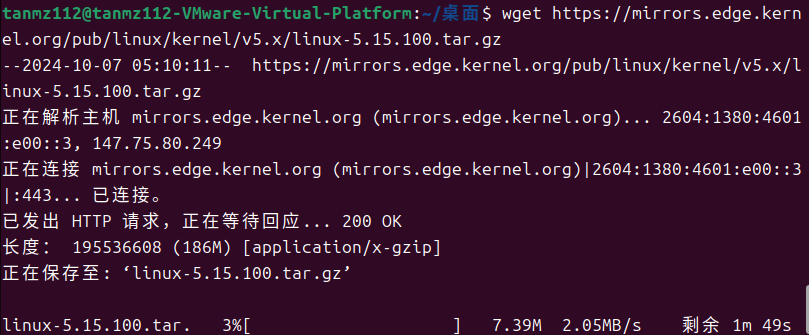 tanmz112@tanmz112-VMware-Virtual-Platform:~/桌面$ wget https://mirrors.edge.kern
el.org/pub/linux/kernel/v5.x/linux-5.15.100.tar.gz
--2024-10-07 05:10:11--  https://mirrors.edge.kernel.org/pub/linux/kernel/v5.x/l
inux-5.15.100.tar.gz
正在解析主机 mirrors.edge.kernel.org (mirrors.edge.kernel.org)... 2604:1380:4601
:e00::3, 147.75.80.249
正在连接 mirrors.edge.kernel.org (mirrors.edge.kernel.org)|2604:1380:4601:e00::3
|:443... 已连接。
已发出 HTTP 请求，正在等待回应... 200 OK
长度： 195536608 (186M) [application/x-gzip]
正在保存至: ‘linux-5.15.100.tar.gz’
linux-5.15.100.tar.   3%[                    ]   7.39M  2.05MB/s    剩余 1m 49s